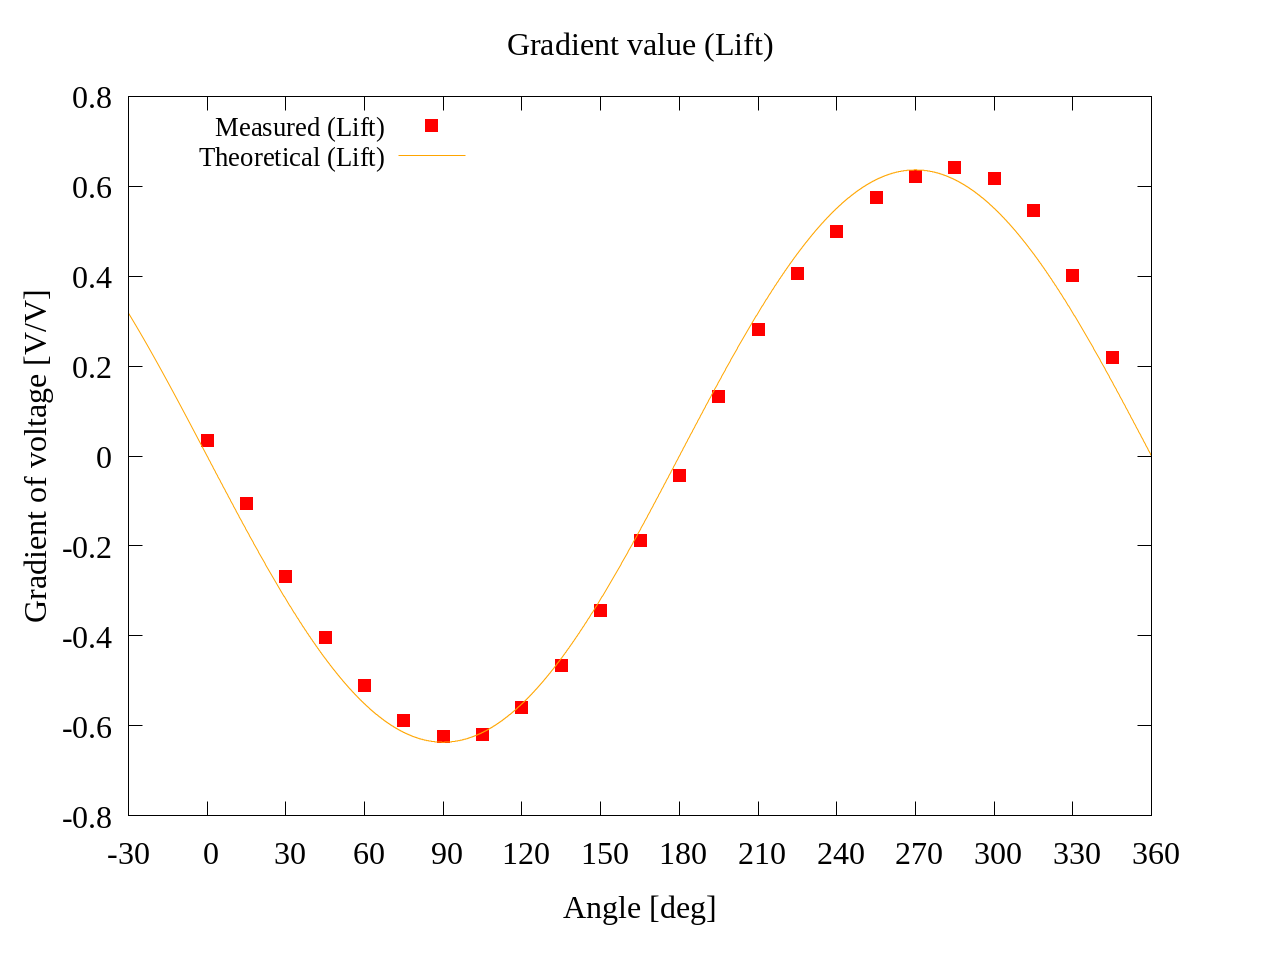 Gradient value (Lift)
Measured (Lift)
Theoretical (Lift)
0.8
0.6
0.4
0.2
0
-0.2
-0.4
-0.6
-0.8
Gradient of voltage [V/V]
-30 0 30 60 90 120 150 180 210 240 270 300 330 360
Angle [deg]